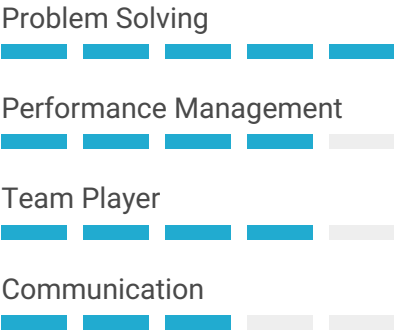 Problem Solving
Performance Management
Team Player
Communication